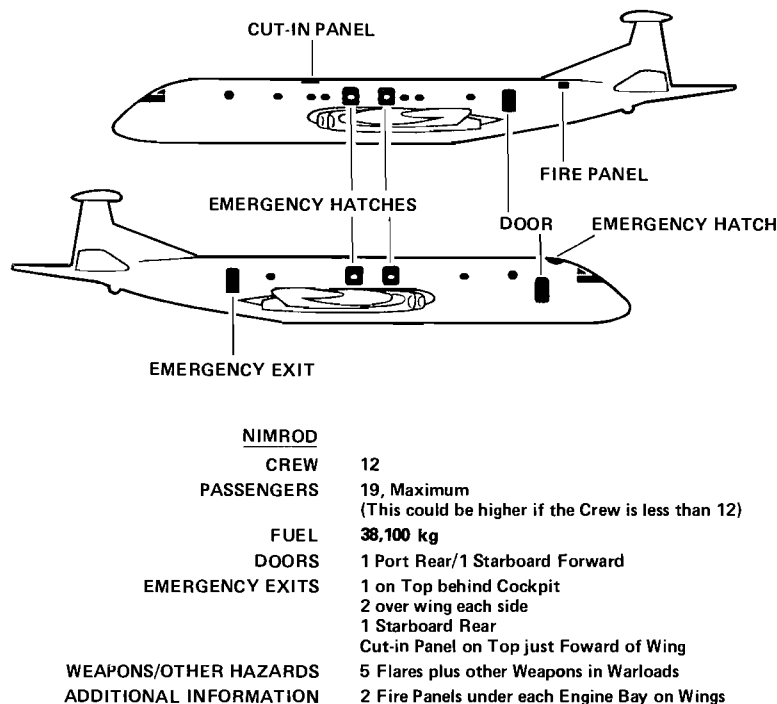 CUT-IN PANEL
FIRE PANEL
EMERGENCY HATCHES
DOOR
EMERGENCY HATCH
EMERGENCY EXIT
NIMROD
CREW 12
PASSENGERS 19, Maximum
(This could be higher if the Crew is less than 12)
FUEL 38,100 kg
DOORS 1 Port Rear/1 Starboard Forward
EMERGENCY EXITS 1 on Top behind Cockpit
2 over wing each side
1 Starboard Rear
Cut-in Panel on Top just Foward of Wing
WEAPONS/OTHER HAZARDS 5 Flares plus other Weapons in Warloads
ADDITIONAL INFORMATION 2 Fire Panels under each Engine Bay on Wings